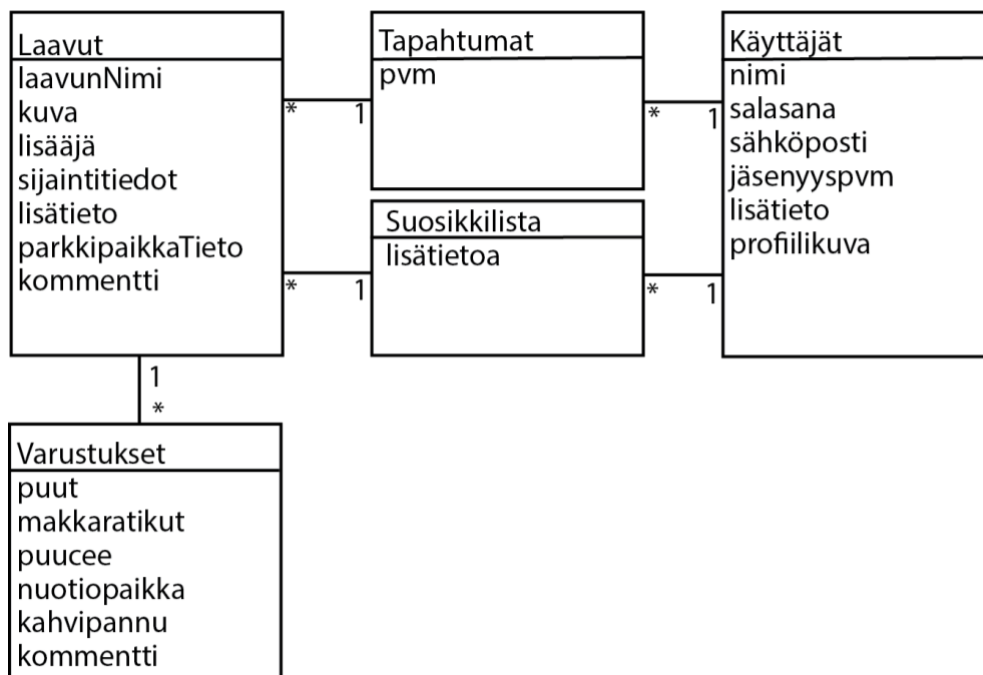 Laavut
laavunNimi
kuva
lisääjä
sijaintitiedot
lisätieto
parkkipaikkaTieto
kommentti
* 1
* 1
Tapahtumat
pvm
Suosikkilista
lisätietoa
* 1
* 1
Käyttäjät
nimi
salasana
sähköposti
jäsenyyspvm
lisätieto
profiilikuva
1
*
Varustukset
puut
makkaratikut
puucee
nuotiopaikka
kahvipannu
kommentti